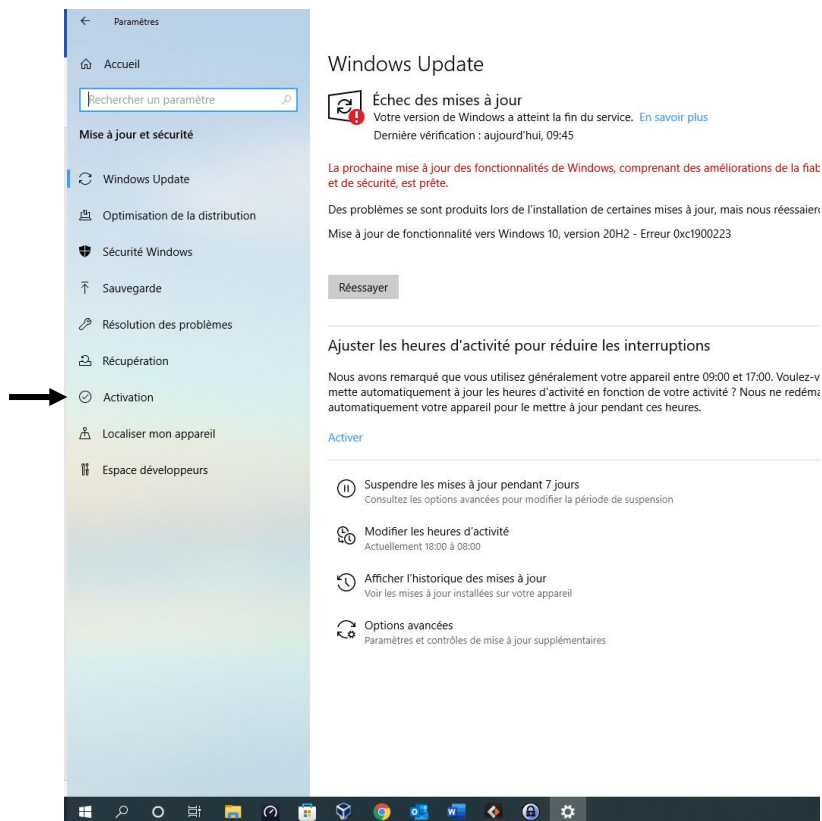 Paramètres
Accueil
Rechercher un paramètre
Mise à jour et sécurité
Windows Update
Optimisation de la distribution
Sécurité Windows
Sauvegarde
Résolution des problèmes
Récupération
Activation
Localiser mon appareil
Espace développeurs
Windows Update
Échec des mises à jour
Votre version de Windows a atteint la fin du service. En savoir plus
Dernière vérification : aujourd'hui, 09:45
La prochaine mise à jour des fonctionnalités de Windows, comprenant des améliorations de la fiab
et de sécurité, est prête.
Des problèmes se sont produits lors de l'installation de certaines mises à jour, mais nous réessaiero
Mise à jour de fonctionnalité vers Windows 10, version 20H2 - Erreur 0xc1900223
Réessayer
Ajuster les heures d'activité pour réduire les interruptions
Nous avons remarqué que vous utilisez généralement votre appareil entre 09:00 et 17:00. Voulez-v
mette automatiquement à jour les heures d'activité en fonction de votre activité ? Nous ne redéma
automatiquement votre appareil pour le mettre à jour pendant ces heures.
Activer
Suspendre les mises à jour pendant 7 jours
Consultez les options avancées pour modifier la période de suspension
Modifier les heures d'activité
Actuellement 18:00 à 08:00
Afficher l'historique des mises à jour
Voir les mises à jour installées sur votre appareil
Options avancées
Paramètres et contrôles de mise à jour supplémentaires